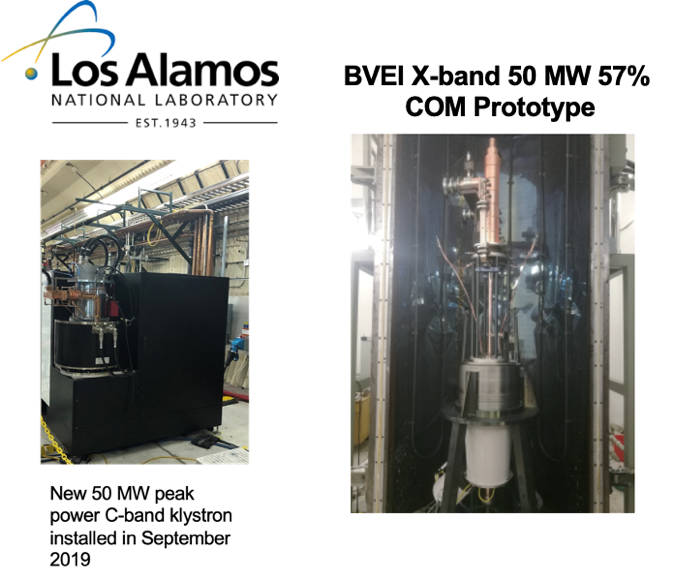 Los Alamos
NATIONAL LABORATORY
EST.1943
BVEI X-band 50 MW 57%
COM Prototype
New 50 MW peak
power C-band klystron
installed in September
2019